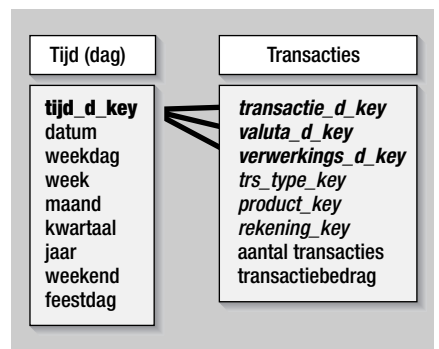 Tijd (dag)
tijd_d_key
datum
weekdag
week
maand
kwartaal
jaar
weekend
feestdag
Transacties
transactie_d_key
valuta_d_key
verwerkings_d_key
trs_type_key
product_key
rekening_key
aantal transacties
transactiebedrag